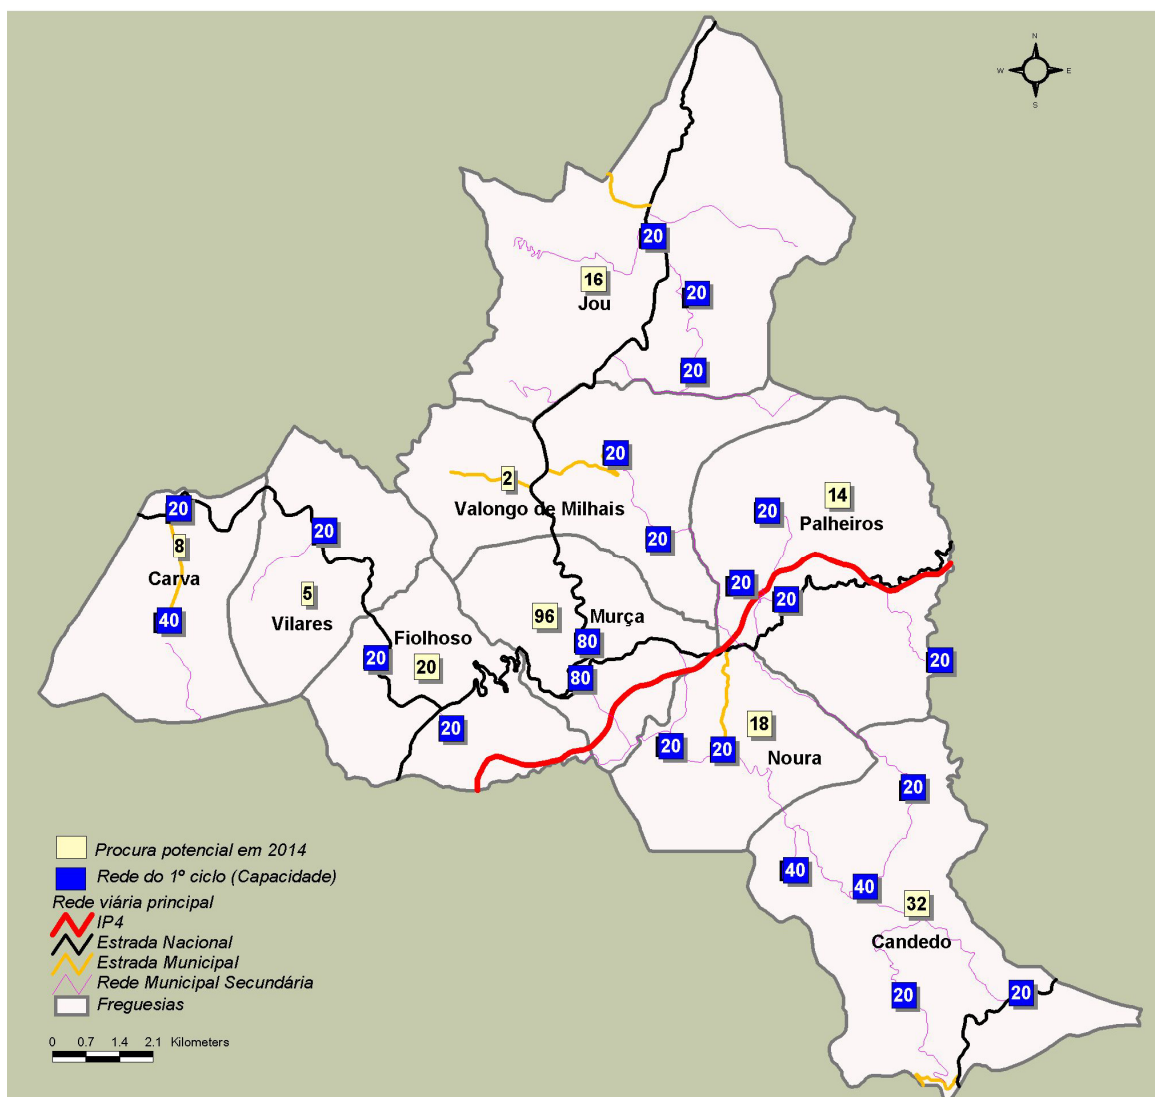 N
W E
S
20
16
Jou
20
20
20
2
Valongo de Milhais
14
20
Palheiros
20
20
8
Carva
20
20
5
Vilares
40
20
20
96
Murça
Fiolhoso
80
20
20
80
20
20
18
20
20
Noura
20
40
40
32
Candedo
20
20
Procura potencial em 2014
Rede do 1º ciclo (Capacidade)
Rede viária principal
IP4
Estrada Nacional
Estrada Municipal
Rede Municipal Secundária
Freguesias
0 0.7 1.4 2.1 Kilometers